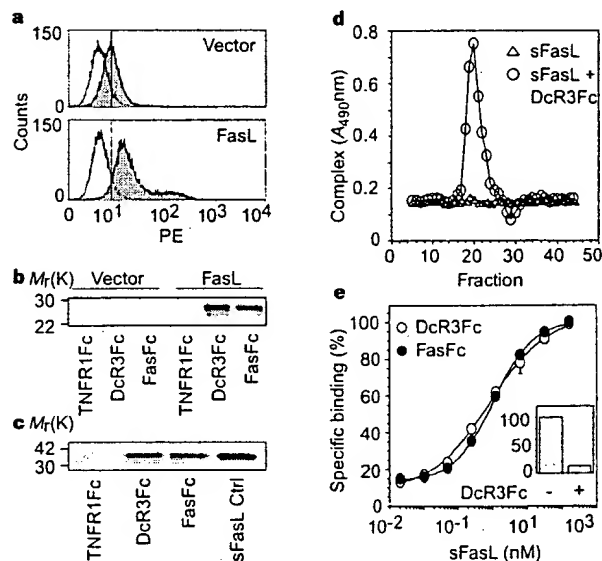 a
150
Vector
0
Counts
150
FasL
0
0 10¹ 10² 10³ 10⁴
PE
b Mr(K) Vector FasL
30
22
TNFR1Fc
DcR3Fc
FasFc
TNFR1Fc
DcR3Fc
FasFc
c Mr(K)
42
30
TNFR1Fc
DcR3Fc
FasFc
sFasL Ctrl
d
0.8
0.6
0.4
0.2
0
Complex (A490nm)
sFasL
sFasL +
DcR3Fc
0 10 20 30 40 50
Fraction
e
100
80
60
40
20
0
Specific binding (%)
DcR3Fc
FasFc
100
50
0
DcR3Fc - +
10⁻² 10⁻¹ 10¹ 10³
sFasL (nM)